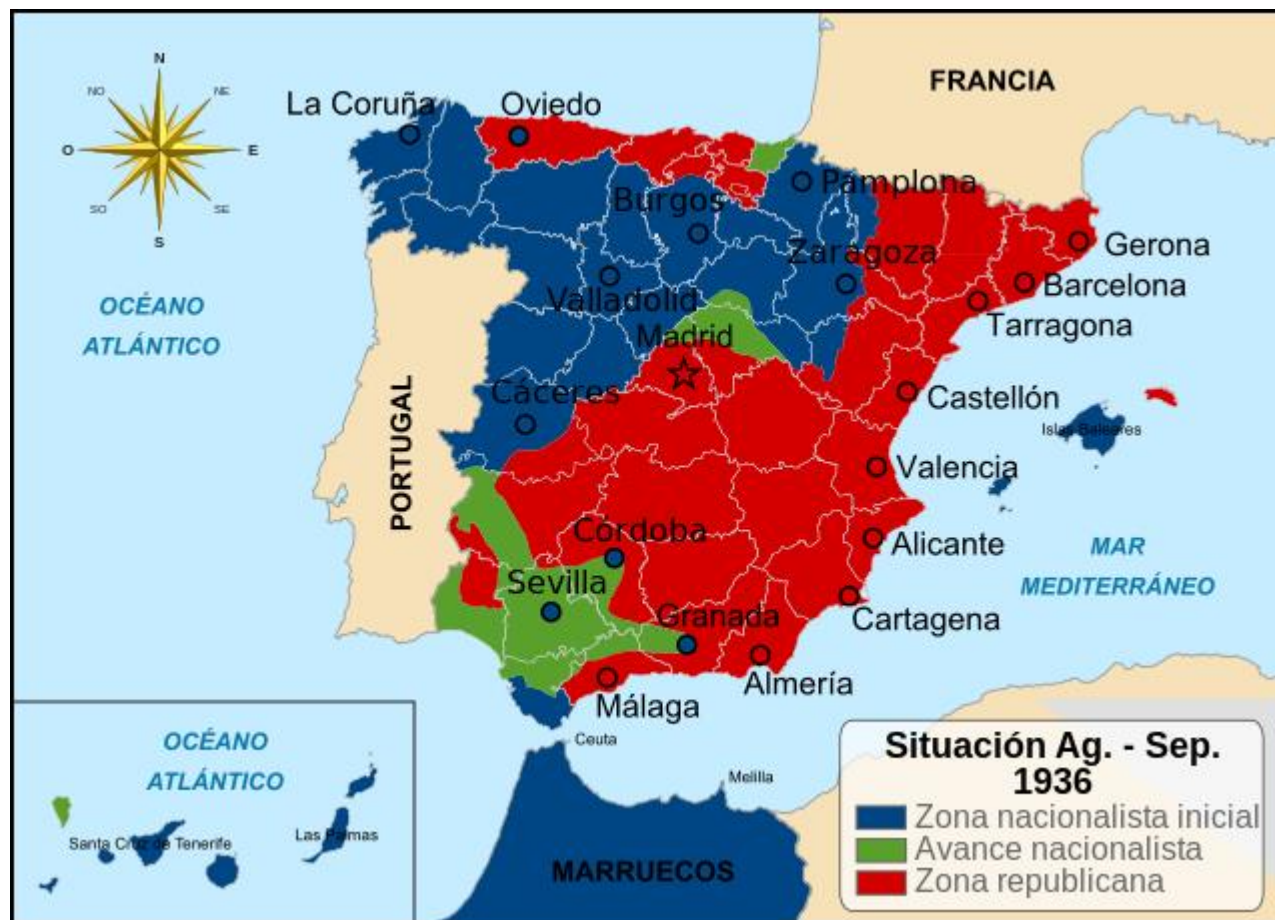 N
NO
NE
O
E
SO
SE
S
FRANCIA
La Coruña
Oviedo
Burgos
Pamplona
Zaragoza
Gerona
Barcelona
Tarragona
Valladolid
Madrid
OCÉANO
ATLÁNTICO
PORTUGAL
Cáceres
Castellón
Islas Baleares
Valencia
Córdoba
Alicante
MAR
MEDITERRÁNEO
Sevilla
Granada
Cartagena
Almería
Málaga
Ceuta
Melilla
MARRUECOS
OCÉANO
ATLÁNTICO
Santa Cruz de Tenerife
Las Palmas
Situación Ag. - Sep.
1936
Zona nacionalista inicial
Avance nacionalista
Zona republicana